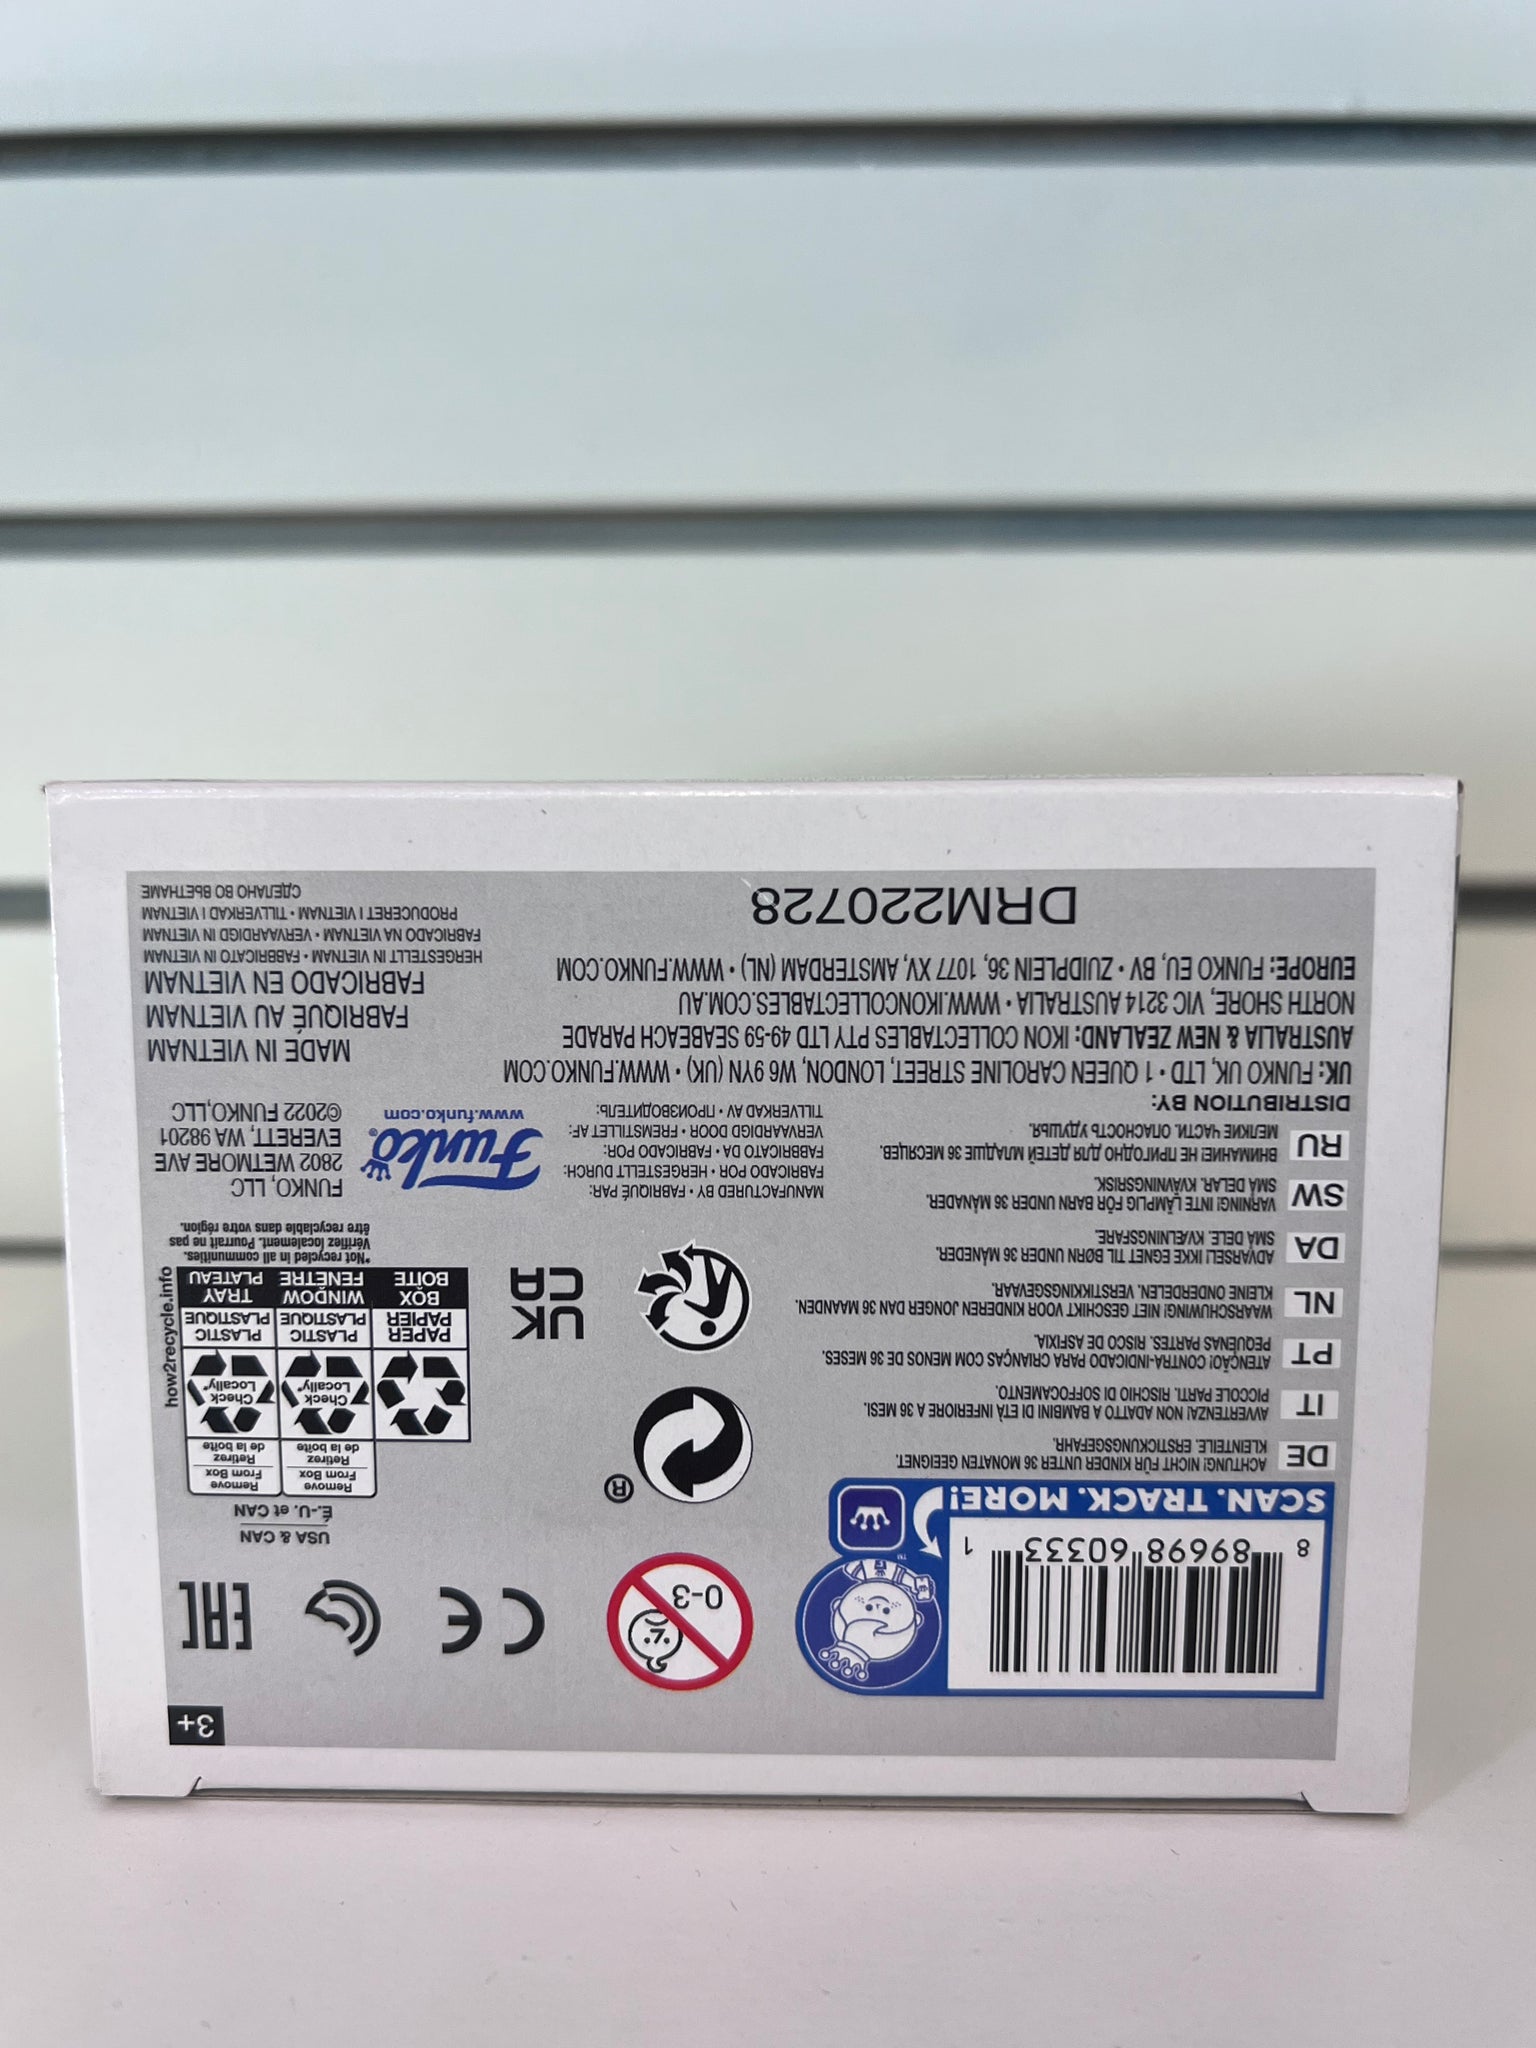 3+
8 89698 60333 1
SCAN. TRACK. MORE!
TM
0-3
CE
EAC
USA & CAN
É.-U. et CAN
Remove
From Box
Retirez
de la boîte
Remove
From Box
Retirez
de la boîte
Check
Locally*
Check
Locally*
PAPER
PAPIER
PLASTIC
PLASTIQUE
PLASTIC
PLASTIQUE
BOX
BOÎTE
WINDOW
FENÊTRE
TRAY
PLATEAU
how2recycle.info
*Not recycled in all communities.
Vérifiez localement. Pourrait ne pas
être recyclable dans votre région.
®
UK
CA
DE ACHTUNG! NICHT FÜR KINDER UNTER 36 MONATEN GEEIGNET.
KLEINTEILE. ERSTICKUNGSGEFAHR.
IT AVVERTENZA! NON ADATTO A BAMBINI DI ETÀ INFERIORE A 36 MESI.
PICCOLE PARTI. RISCHIO DI SOFFOCAMENTO.
PT ATENÇÃO! CONTRA-INDICADO PARA CRIANÇAS COM MENOS DE 36 MESES.
PEQUENAS PARTES. RISCO DE ASFIXIA.
NL WAARSCHUWING! NIET GESCHIKT VOOR KINDEREN JONGER DAN 36 MAANDEN.
KLEINE ONDERDELEN. VERSTIKKINGSGEVAAR.
DA ADVARSEL! IKKE EGNET TIL BØRN UNDER 36 MÅNEDER.
SMÅ DELE. KVÆLNINGSFARE.
SW VARNING! INTE LÄMPLIG FÖR BARN UNDER 36 MÅNADER.
SMÅ DELAR. KVÄVNINGSRISK.
RU ВНИМАНИЕ! НЕ ПРИГОДНО ДЛЯ ДЕТЕЙ МЛАДШЕ 36 МЕСЯЦЕВ.
МЕЛКИЕ ЧАСТИ. ОПАСНОСТЬ УДУШЬЯ.
MANUFACTURED BY • FABRIQUÉ PAR:
FABRICADO POR • HERGESTELLT DURCH:
FABBRICATO DA • FABRICADO POR:
VERVAARDIGD DOOR • FREMSTILLET AF:
TILLVERKAD AV • ПРОИЗВОДИТЕЛЬ:
Funko®
www.funko.com
FUNKO, LLC
2802 WETMORE AVE
EVERETT, WA 98201
©2022 FUNKO,LLC
DISTRIBUTION BY:
UK: FUNKO UK, LTD • 1 QUEEN CAROLINE STREET, LONDON, W6 9YN (UK) • WWW.FUNKO.COM
AUSTRALIA & NEW ZEALAND: IKON COLLECTABLES PTY LTD 49-59 SEABEACH PARADE
NORTH SHORE, VIC 3214 AUSTRALIA • WWW.IKONCOLLECTABLES.COM.AU
EUROPE: FUNKO EU, BV • ZUIDPLEIN 36, 1077 XV, AMSTERDAM (NL) • WWW.FUNKO.COM
DRM220728
MADE IN VIETNAM
FABRIQUÉ AU VIETNAM
FABRICADO EN VIETNAM
HERGESTELLT IN VIETNAM • FABBRICATO IN VIETNAM
FABRICADO NA VIETNAM • VERVAARDIGD IN VIETNAM
PRODUCERET I VIETNAM • TILLVERKAD I VIETNAM
СДЕЛАНО ВО ВЬЕТНАМЕ